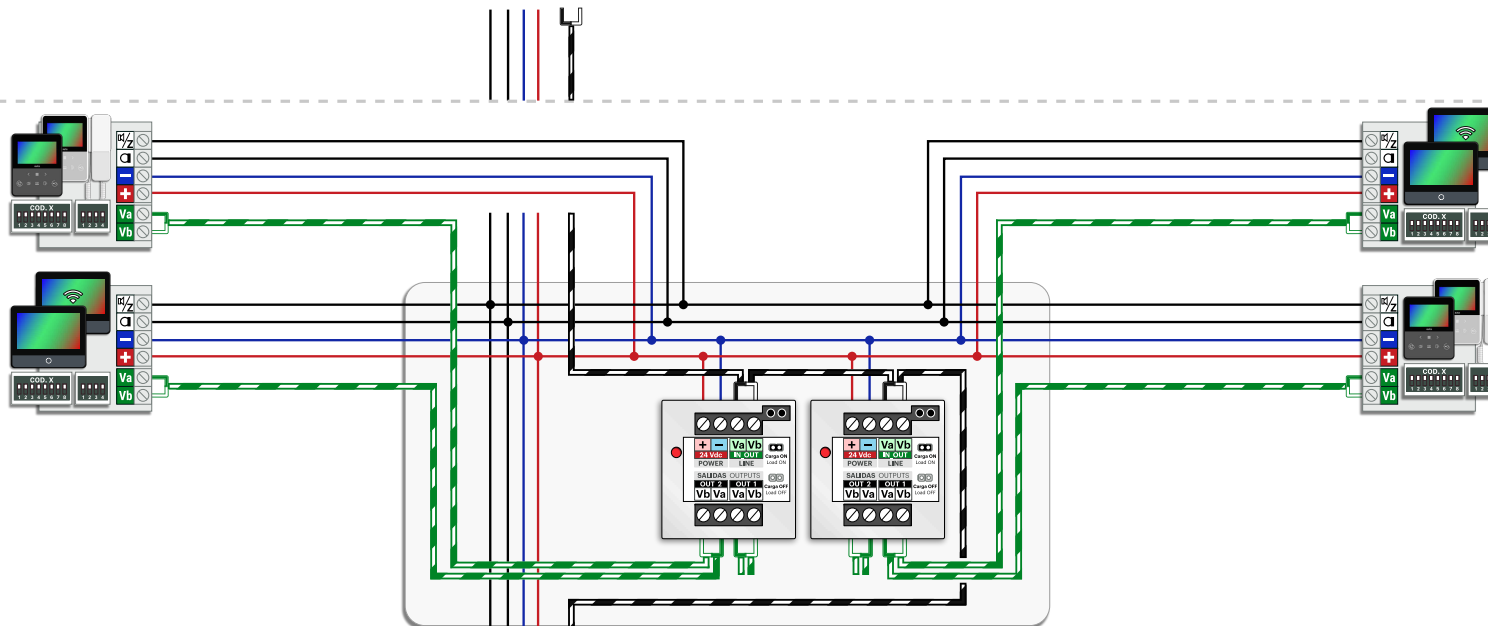 Z
+
Va
Vb
COD. X
1 2 3 4 5 6 7 8
1 2 3 4
Z
+
Va
Vb
COD. X
1 2 3 4 5 6 7 8
1 2 3 4
Z
+
Va
Vb
COD. X
1 2 3 4 5 6 7 8
Z
+
Va
Vb
COD. X
1 2 3 4 5 6 7 8
+ − Va Vb
24 Vdc IN_OUT
POWER LINE
Carga ON
Load ON
SALIDAS OUTPUTS
OUT 2 OUT 1
Vb Va Va Vb
Carga OFF
Load OFF
+ − Va Vb
24 Vdc IN_OUT
POWER LINE
Carga ON
Load ON
SALIDAS OUTPUTS
OUT 2 OUT 1
Vb Va Va Vb
Carga OFF
Load OFF